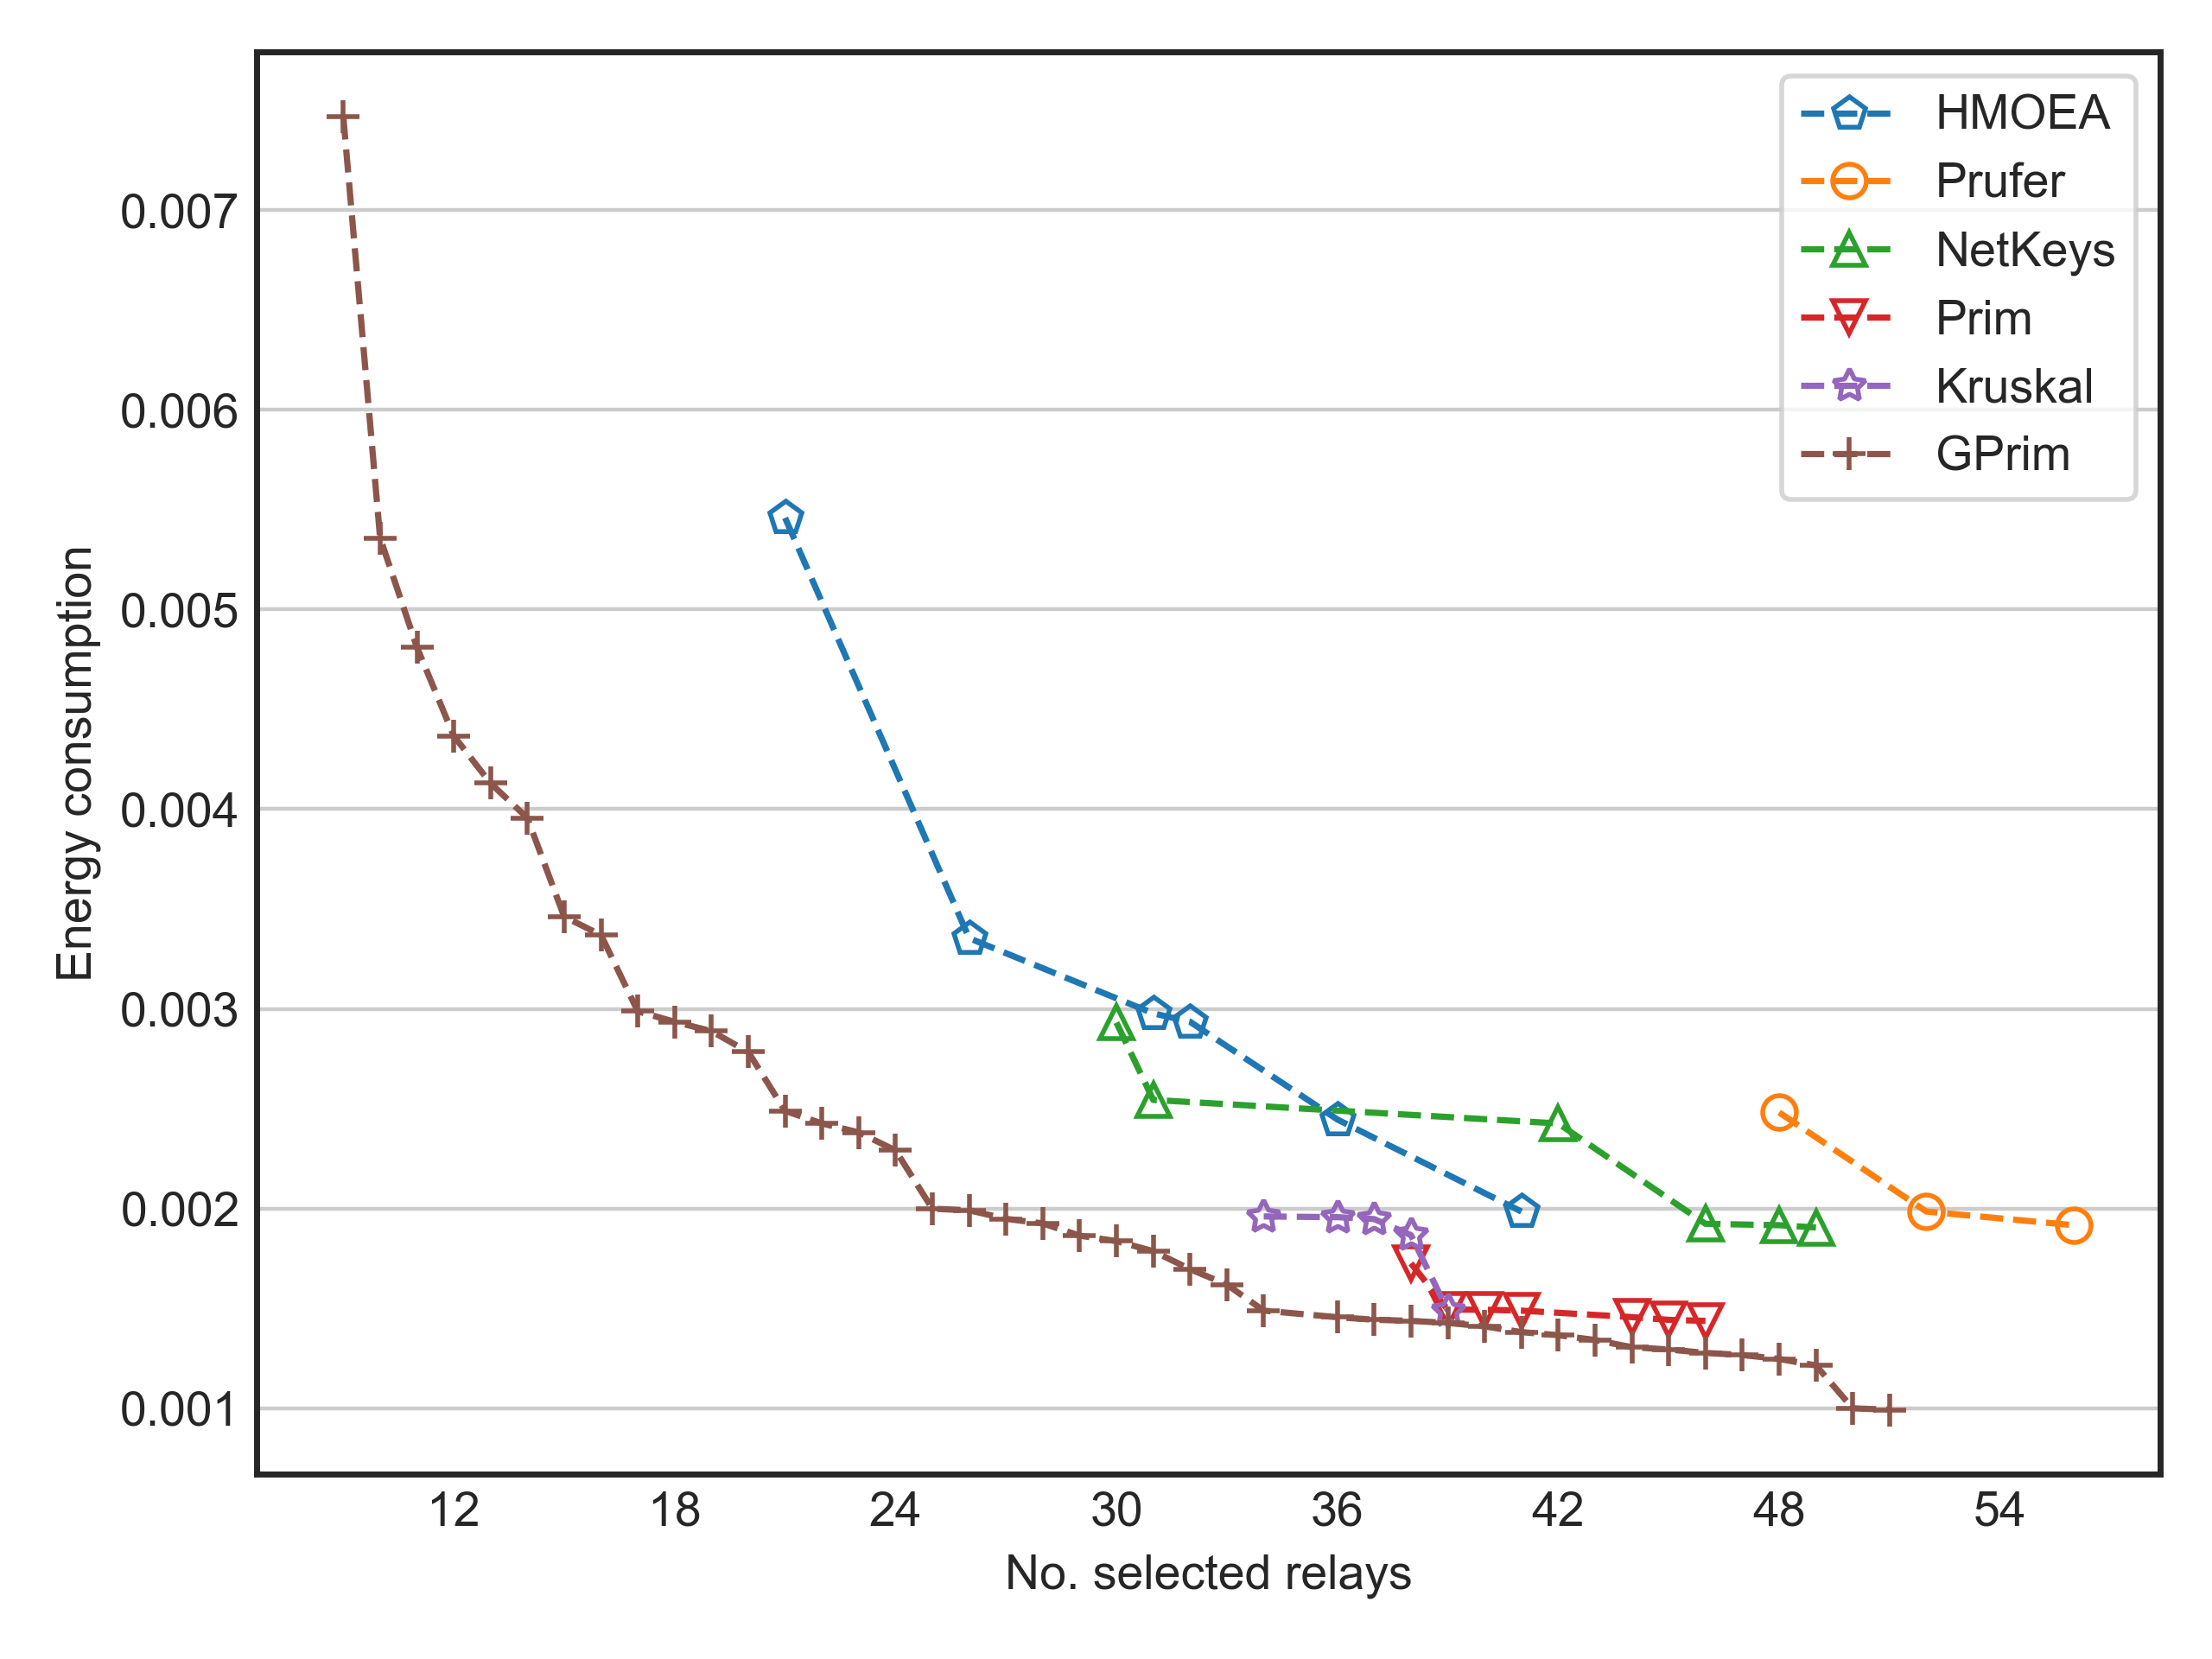 HMOEA
Prufer
NetKeys
Prim
Kruskal
GPrim
Energy consumption
0.007
0.006
0.005
0.004
0.003
0.002
0.001
12 18 24 30 36 42 48 54
No. selected relays